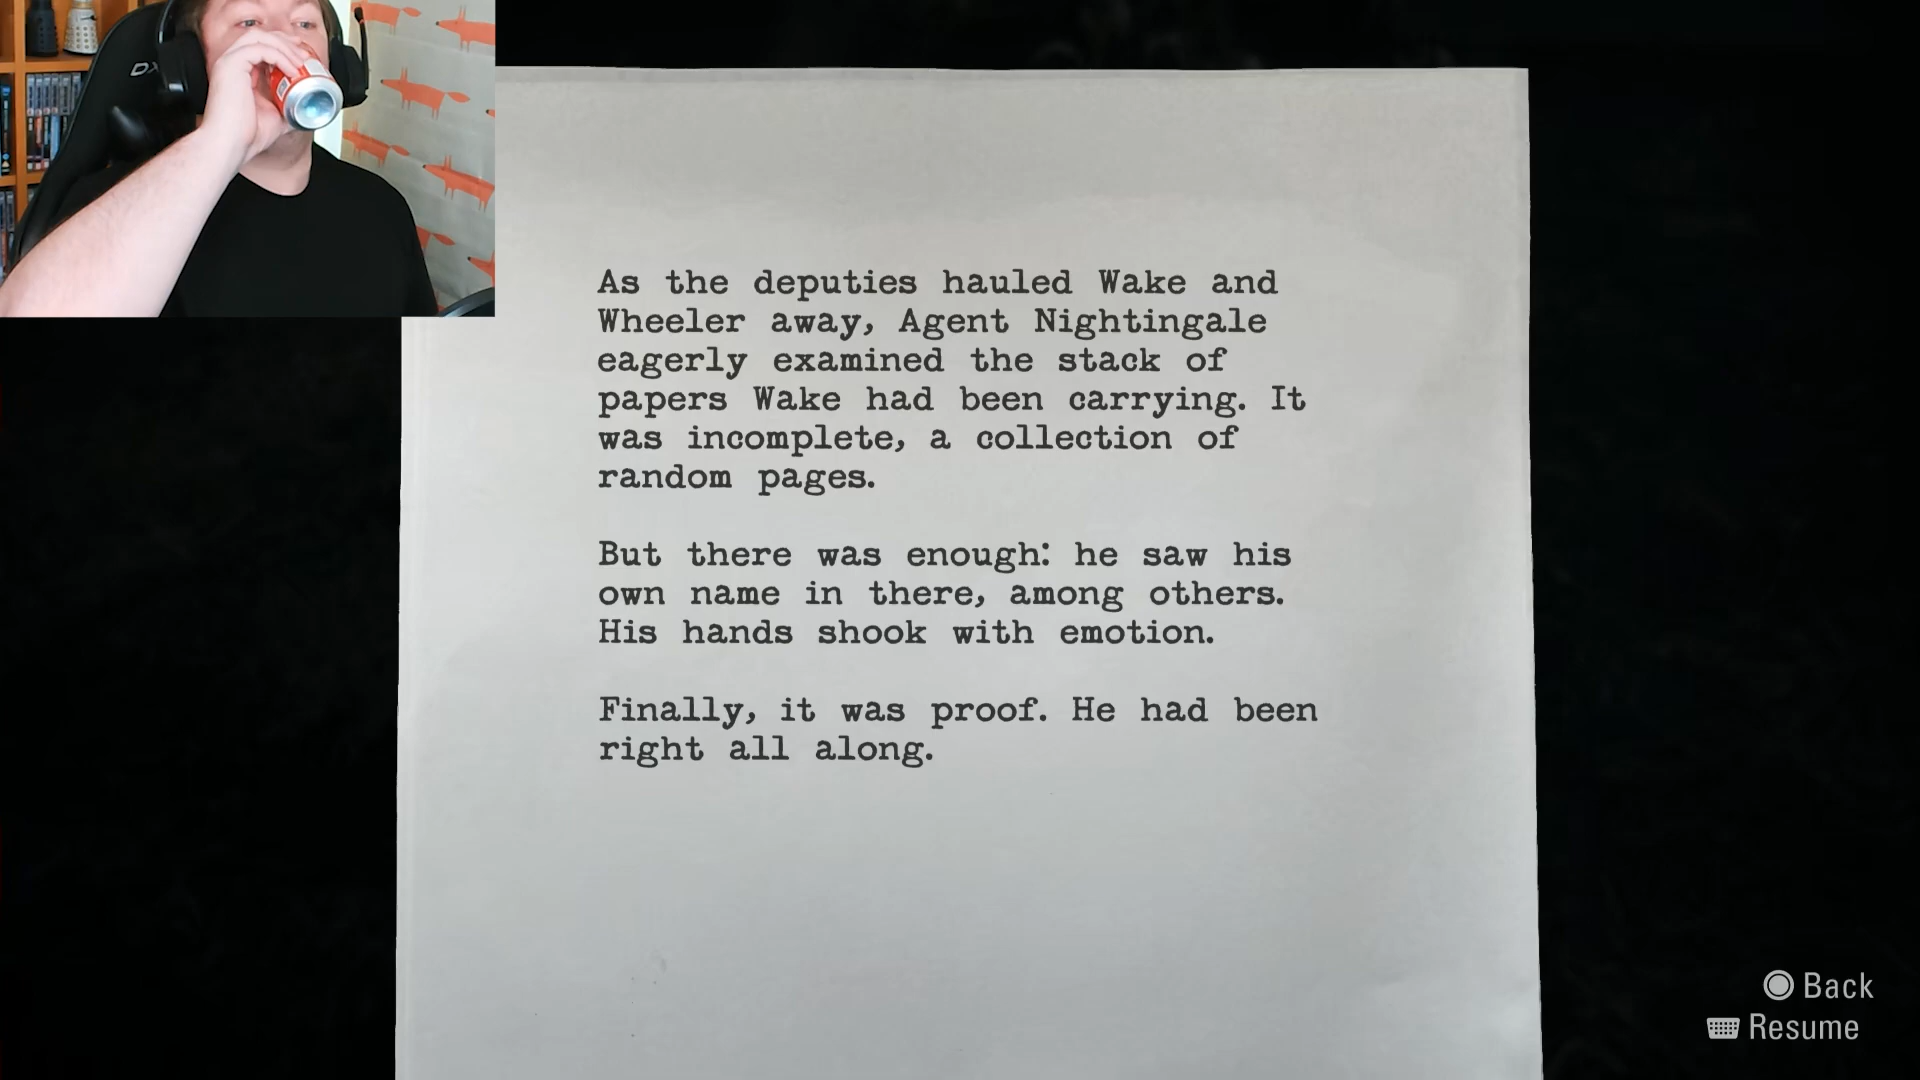 DX
As the deputies hauled Wake and
Wheeler away, Agent Nightingale
eagerly examined the stack of
papers Wake had been carrying. It
was incomplete, a collection of
random pages.
But there was enough: he saw his
own name in there, among others.
His hands shook with emotion.
Finally, it was proof. He had been
right all along.
Back
Resume